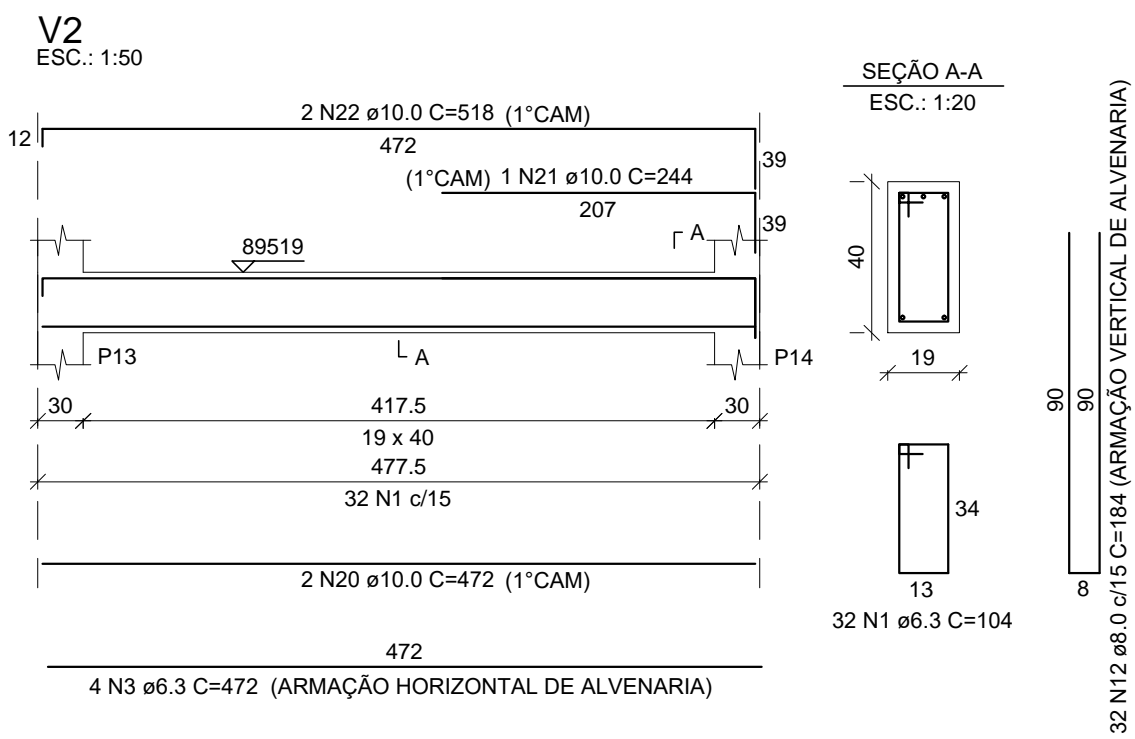 V2
ESC.: 1:50
2 N22 ø10.0 C=518 (1°CAM)
12
472
39
(1°CAM) 1 N21 ø10.0 C=244
207
39
A
89519
A
P13
P14
30
417.5
30
19 x 40
477.5
32 N1 c/15
2 N20 ø10.0 C=472 (1°CAM)
472
4 N3 ø6.3 C=472 (ARMAÇÃO HORIZONTAL DE ALVENARIA)
SEÇÃO A-A
ESC.: 1:20
40
19
34
13
32 N1 ø6.3 C=104
90
90
8
32 N12 ø8.0 c/15 C=184 (ARMAÇÃO VERTICAL DE ALVENARIA)